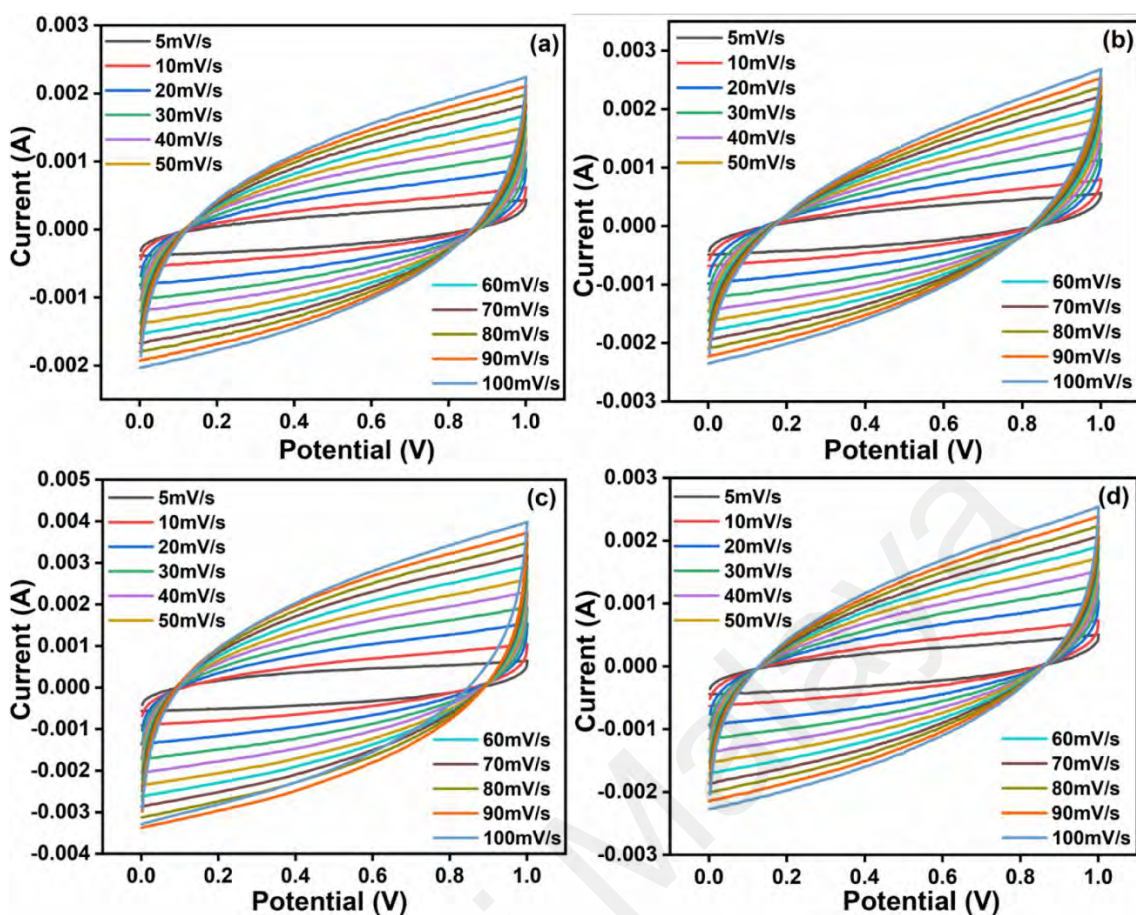 (a)
0.003
0.002
0.001
0.000
-0.001
-0.002
Current (A)
5mV/s
10mV/s
20mV/s
30mV/s
40mV/s
50mV/s
60mV/s
70mV/s
80mV/s
90mV/s
100mV/s
0.0 0.2 0.4 0.6 0.8 1.0
Potential (V)
(b)
0.003
0.002
0.001
0.000
-0.001
-0.002
-0.003
Current (A)
5mV/s
10mV/s
20mV/s
30mV/s
40mV/s
50mV/s
60mV/s
70mV/s
80mV/s
90mV/s
100mV/s
0.0 0.2 0.4 0.6 0.8 1.0
Potential (V)
(c)
0.005
0.004
0.003
0.002
0.001
0.000
-0.001
-0.002
-0.003
-0.004
Current (A)
5mV/s
10mV/s
20mV/s
30mV/s
40mV/s
50mV/s
60mV/s
70mV/s
80mV/s
90mV/s
100mV/s
0.0 0.2 0.4 0.6 0.8 1.0
Potential (V)
(d)
0.003
0.002
0.001
0.000
-0.001
-0.002
-0.003
Current (A)
5mV/s
10mV/s
20mV/s
30mV/s
40mV/s
50mV/s
60mV/s
70mV/s
80mV/s
90mV/s
100mV/s
0.0 0.2 0.4 0.6 0.8 1.0
Potential (V)
i Malaya